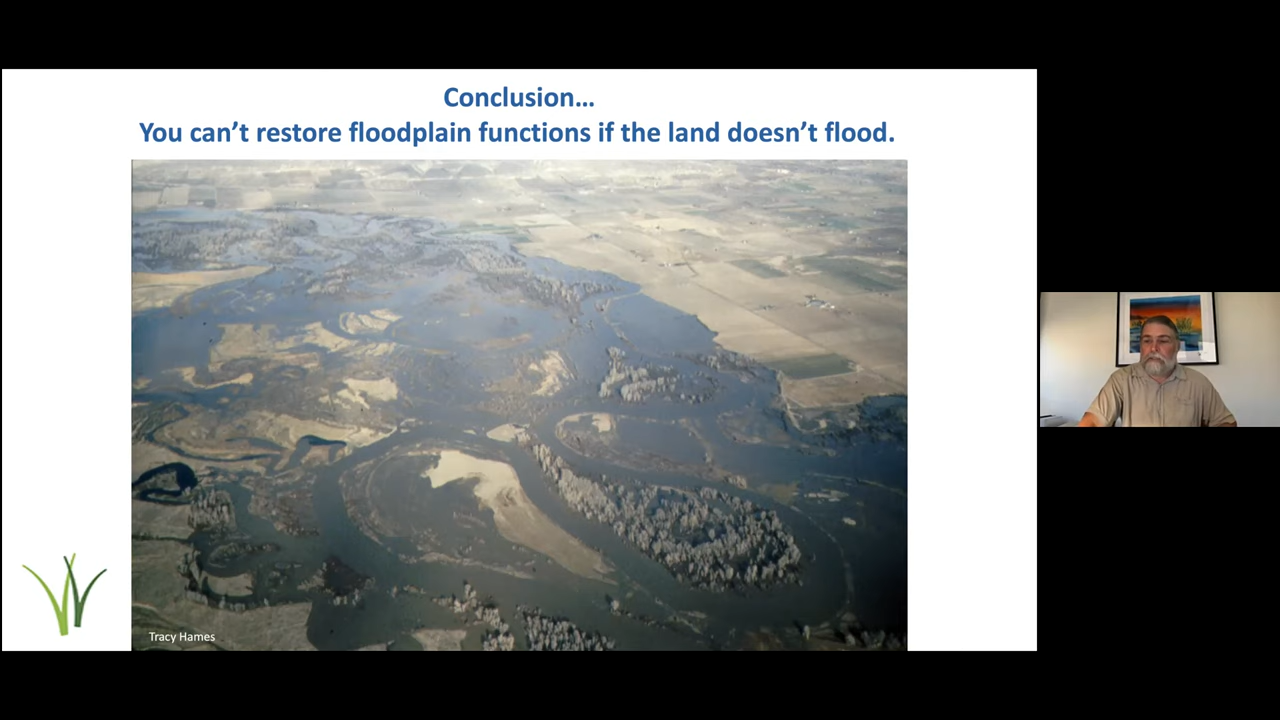 Conclusion…
You can’t restore floodplain functions if the land doesn’t flood.
Tracy Hames